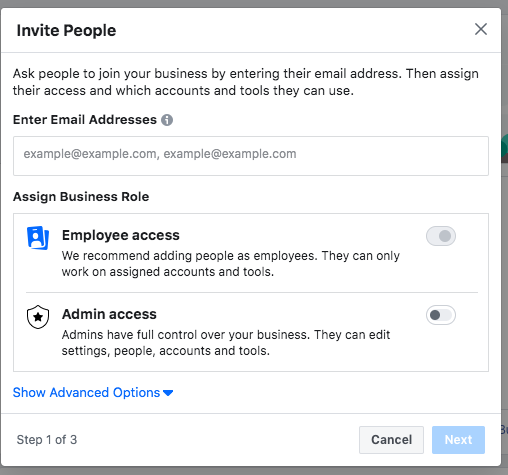 Invite People
Ask people to join your business by entering their email address. Then assign
their access and which accounts and tools they can use.
Enter Email Addresses
example@example.com, example@example.com
Assign Business Role
Employee access
We recommend adding people as employees. They can only
work on assigned accounts and tools.
Admin access
Admins have full control over your business. They can edit
settings, people, accounts and tools.
Show Advanced Options
Step 1 of 3
Cancel
Next